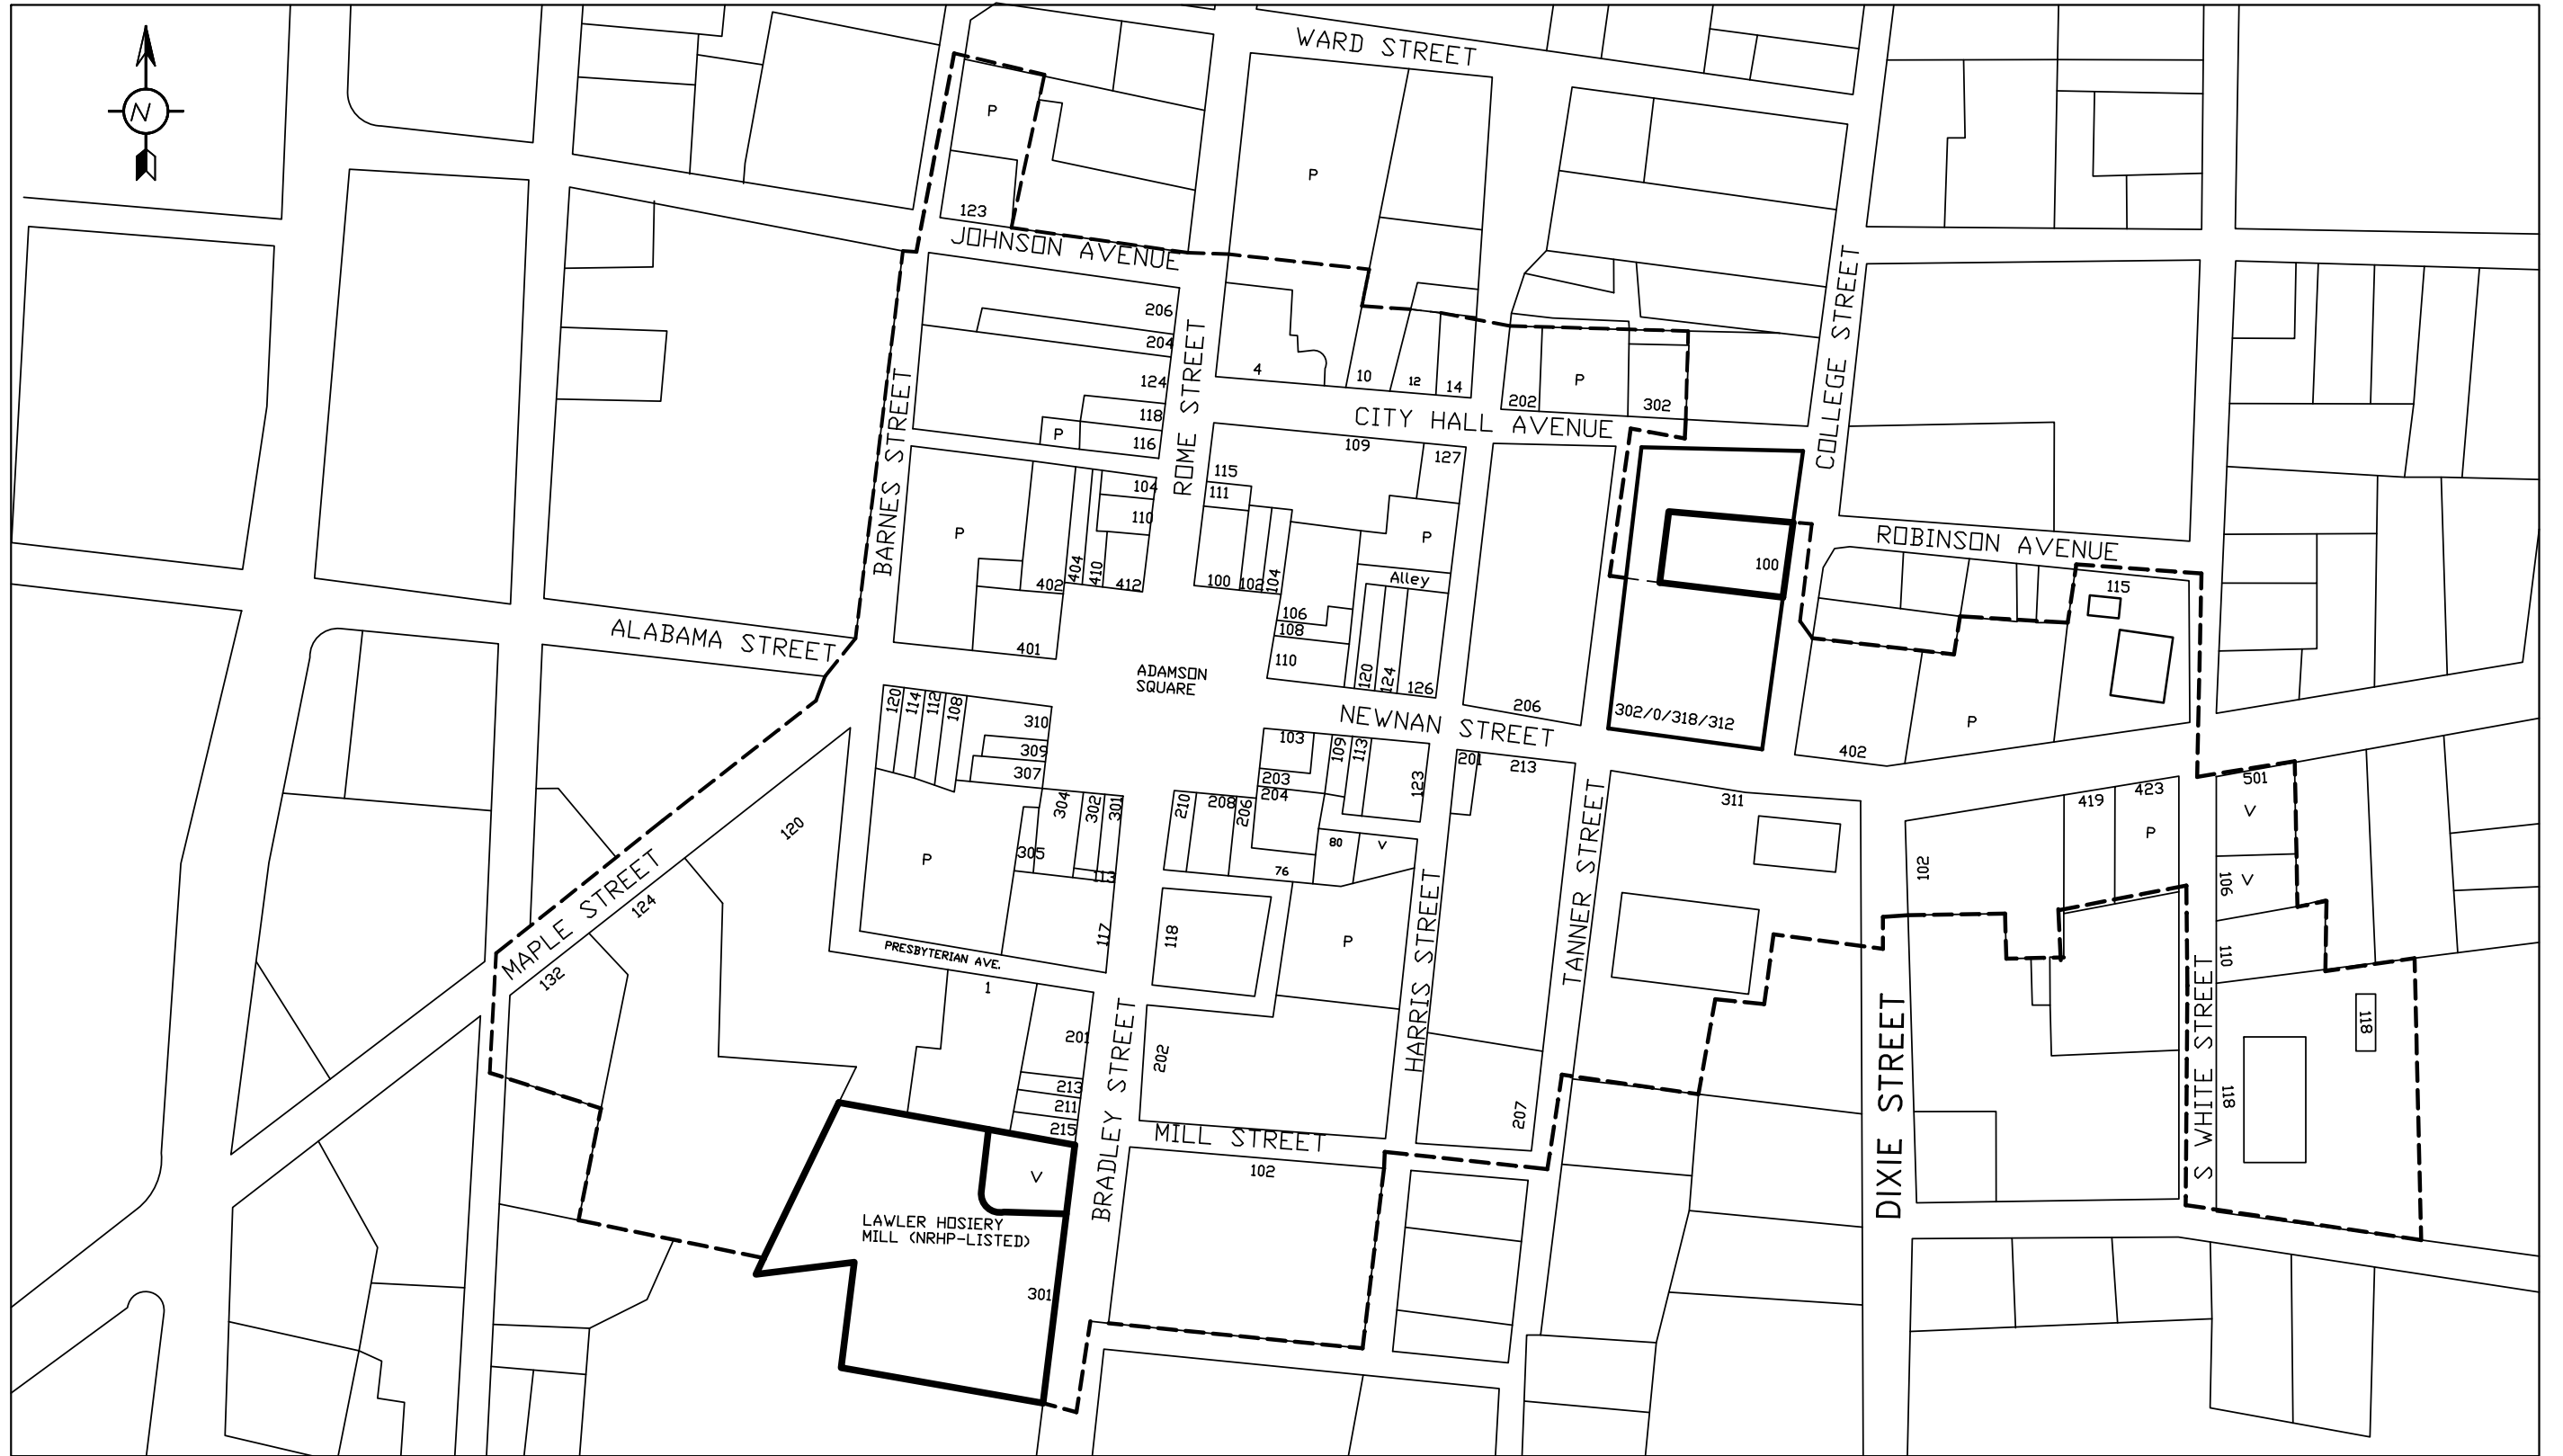 WARD STREET
N
P
P
123
JOHNSON AVENUE
206
204
124
118
116
P
4
10
12
14
202
P
302
CITY HALL AVENUE
COLLEGE STREET
ROME STREET
BARNES STREET
109
127
115
111
104
110
P
404
410
402
412
401
100
102
104
P
Alley
106
108
110
120
124
126
206
100
302/0/318/312
ROBINSON AVENUE
115
P
402
ALABAMA STREET
ADAMSON
SQUARE
NEWNAN STREET
120
114
112
108
310
309
307
304
302
301
305
113
P
117
103
109
113
123
203
204
210
208
206
80
V
76
201
213
311
TANNER STREET
501
V
106
V
419
423
P
102
120
MAPLE STREET
124
132
PRESBYTERIAN AVE.
1
118
P
HARRIS STREET
DIXIE STREET
S WHITE STREET
110
118
118
201
213
211
215
BRADLEY STREET
202
207
MILL STREET
102
V
LAWLER HOSIERY
MILL (NRHP-LISTED)
301